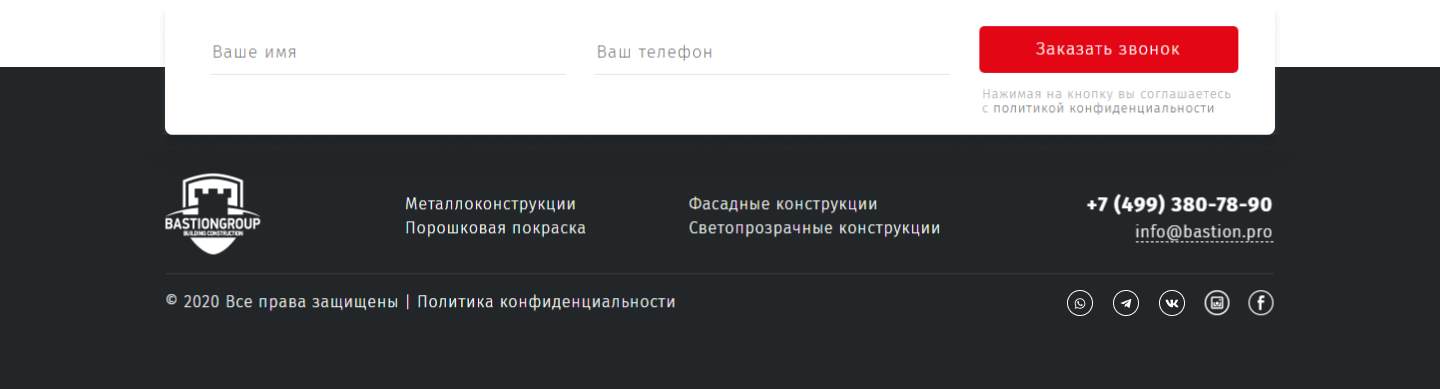 Ваше имя
Ваш телефон
Заказать звонок
Нажимая на кнопку вы соглашаетесь
с политикой конфиденциальности
BASTIONGROUP
BUILDING CONSTRUCTION
Металлоконструкции
Порошковая покраска
Фасадные конструкции
Светопрозрачные конструкции
+7 (499) 380-78-90
info@bastion.pro
© 2020 Все права защищены | Политика конфиденциальности